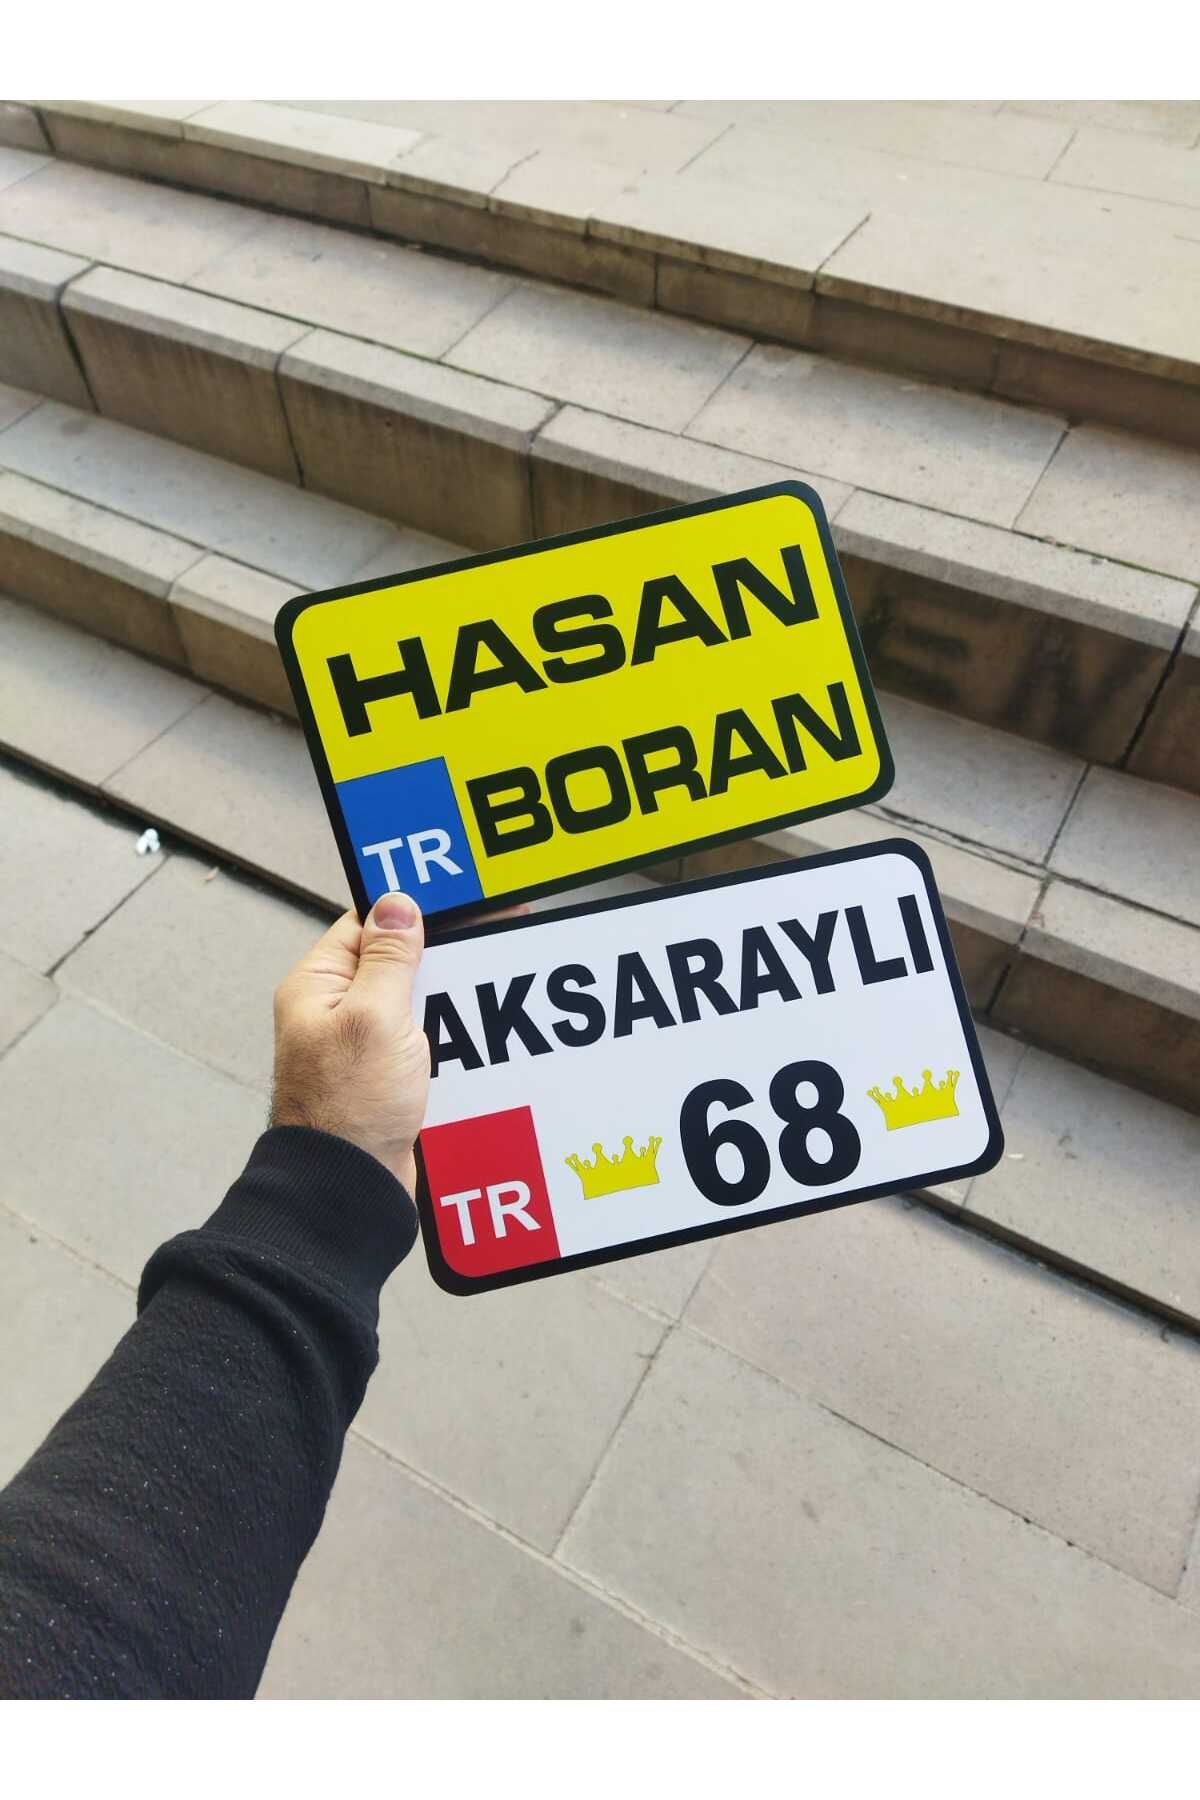 HASAN
TR BORAN
AKSARAYLI
TR 68